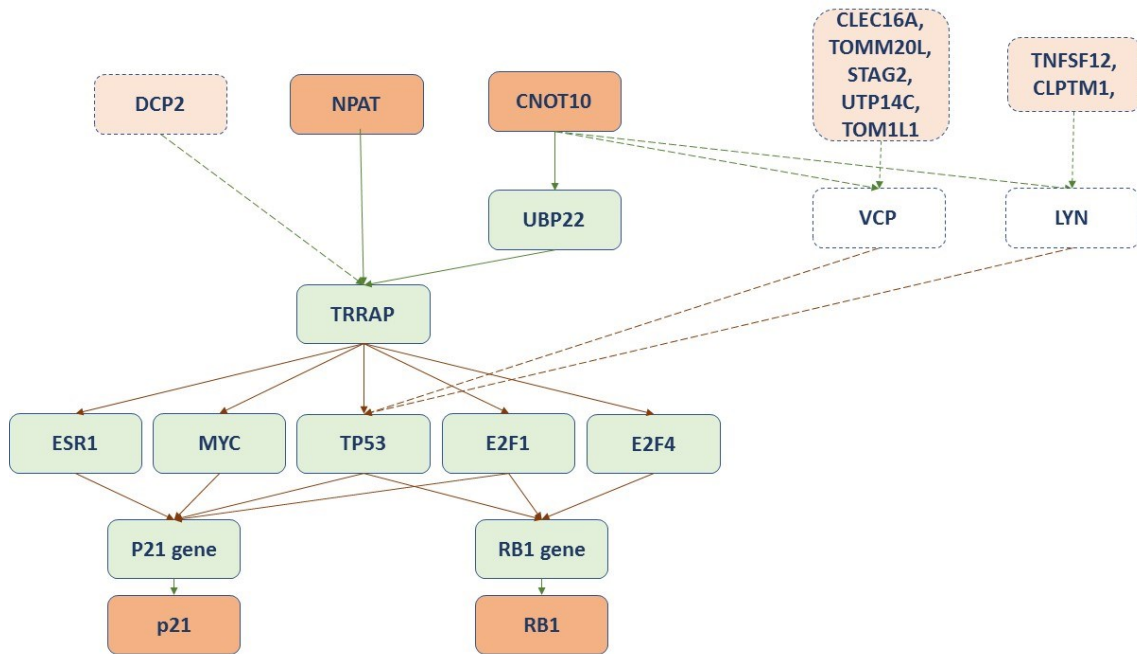 CLEC16A,
TOMM20L,
STAG2,
UTP14C,
TOM1L1
TNFSF12,
CLPTM1,
DCP2
NPAT
CNOT10
UBP22
VCP
LYN
TRRAP
ESR1
MYC
TP53
E2F1
E2F4
P21 gene
RB1 gene
p21
RB1